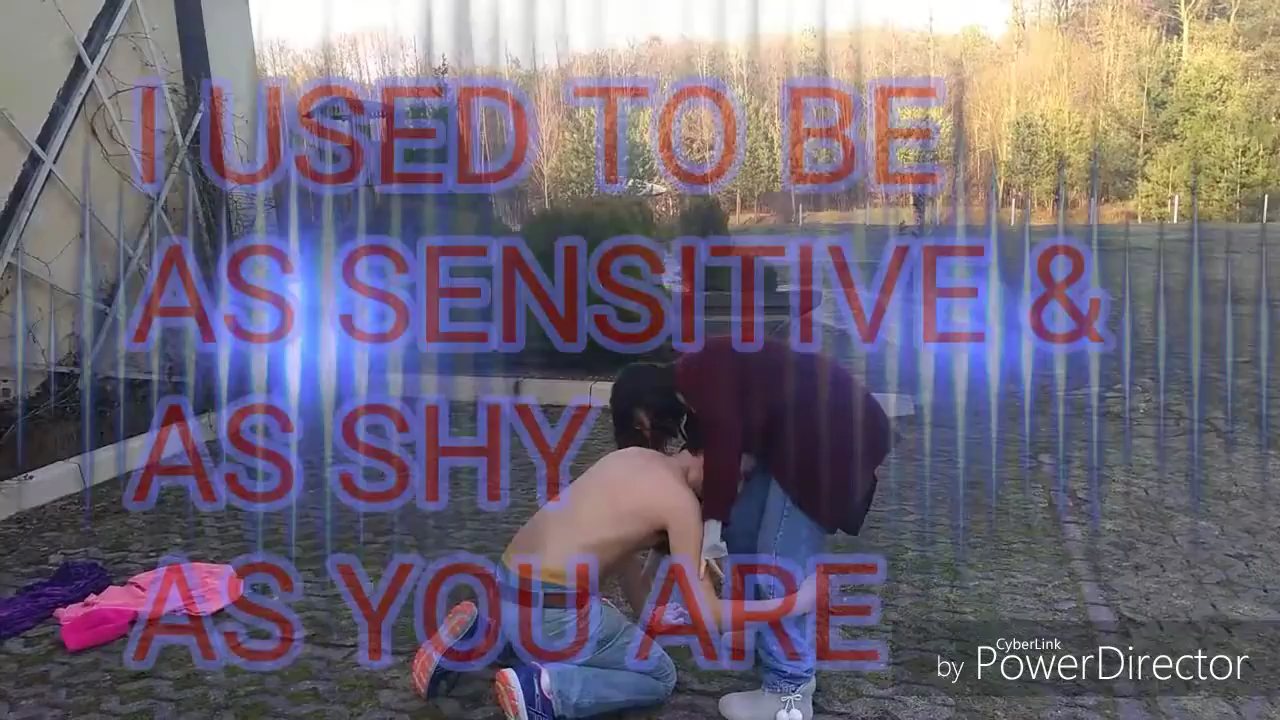 I USED TO BE
AS SENSITIVE &
AS SHY
AS YOU ARE
CyberLink
by PowerDirector